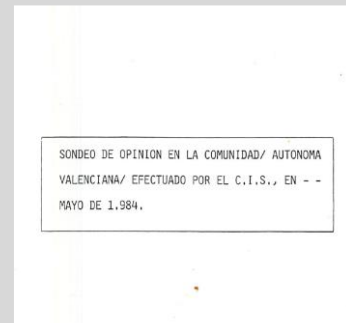 SONDEO DE OPINION EN LA COMUNIDAD/ AUTONOMA
VALENCIANA/ EFECTUADO POR EL C.I.S., EN - -
MAYO DE 1.984.